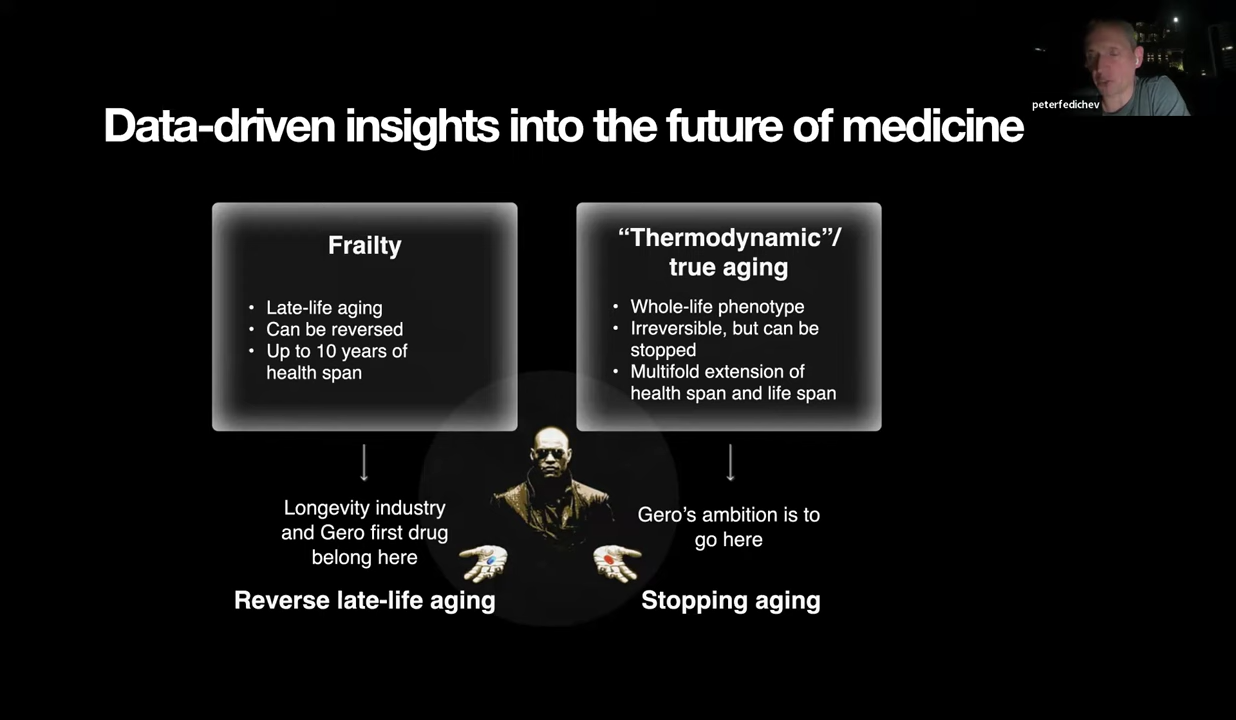 peterfedichev
Data-driven insights into the future of medicine
Frailty
• Late-life aging
• Can be reversed
• Up to 10 years of
health span
“Thermodynamic”/
true aging
• Whole-life phenotype
• Irreversible, but can be
stopped
• Multifold extension of
health span and life span
Longevity industry
and Gero first drug
belong here
Reverse late-life aging
Gero’s ambition is to
go here
Stopping aging